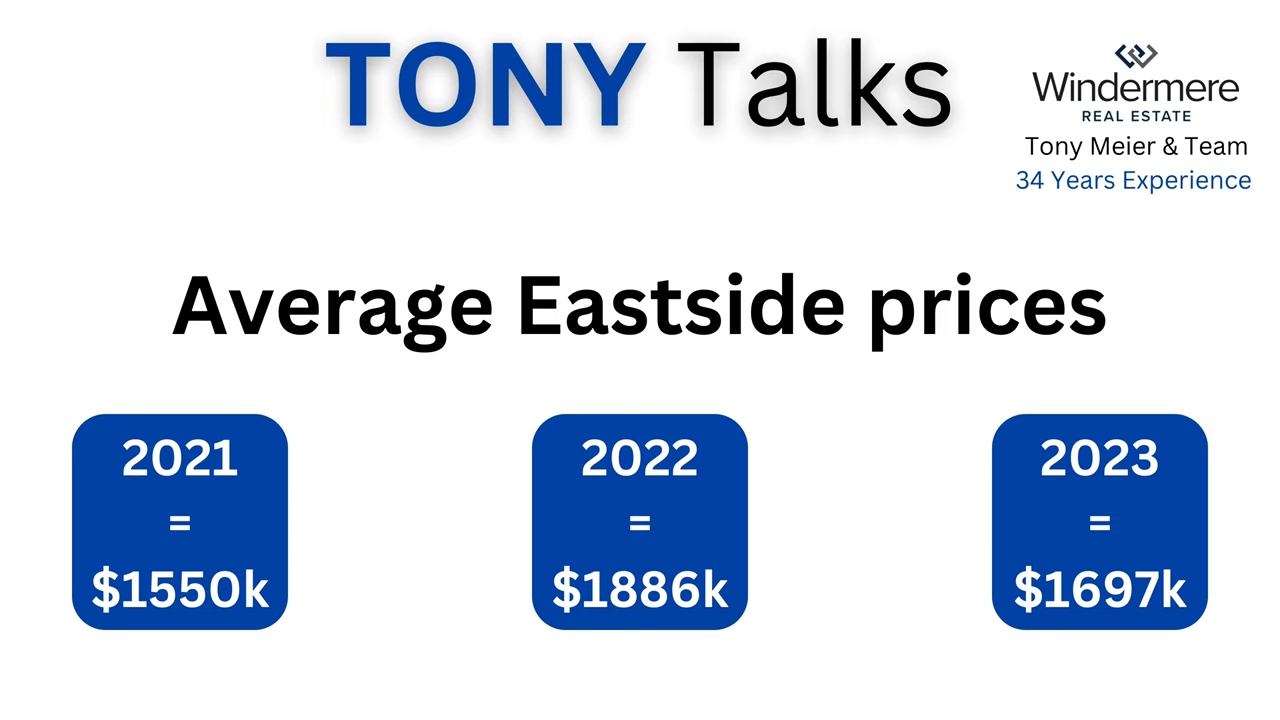 TONY Talks
Windermere
REAL ESTATE
Tony Meier & Team
34 Years Experience
Average Eastside prices
2021
=
$1550k
2022
=
$1886k
2023
=
$1697k